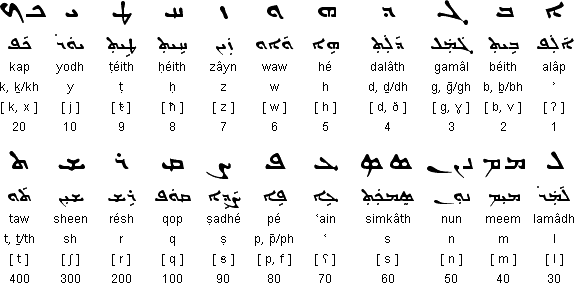 ܐ ܒ ܓ ܕ ܗ ܘ ܙ ܚ ܛ ܝ ܟ ܟ
ܐܠܦ ܒܝܬ ܓܡܠ ܕܠܬ ܗܐ ܘܐܘ ܙܝܢ ܚܝܬ ܛܝܬ ܝܘܕ ܟܦ
kap yodh ṭéith ḥéith zâyn waw hé dalâth gamâl béith alâp
k, ḵ/kh y ṭ ḥ z w h d, ḏ/dh g, ḡ/gh b, ḇ/bh ʾ
[ k, x ] [ j ] [ ŧ ] [ ħ ] [ z ] [ w ] [ h ] [ d, ð ] [ g, ɣ ] [ b, v ] [ ʔ ]
20 10 9 8 7 6 5 4 3 2 1
ܠ ܡܡ ܢ ܢ ܣ ܣ ܥ ܦ ܨ ܩ ܪ ܫ ܬ
ܠܡܕ ܡܝܡ ܢܘܢ ܣܡܟܬ ܥܐ ܦܐ ܨܕܐ ܩܘܦ ܪܝܫ ܫܝܢ ܬܘ
taw sheen résh qop ṣadhé pé ʿain simkâth nun meem lamâdh
t, ṯ/th sh r q ṣ p, p̄/ph ʿ s n m l
[ t ] [ ʃ ] [ r ] [ q ] [ s ] [ p, f ] [ ʕ ] [ s ] [ n ] [ m ] [ l ]
400 300 200 100 90 80 70 60 50 40 30